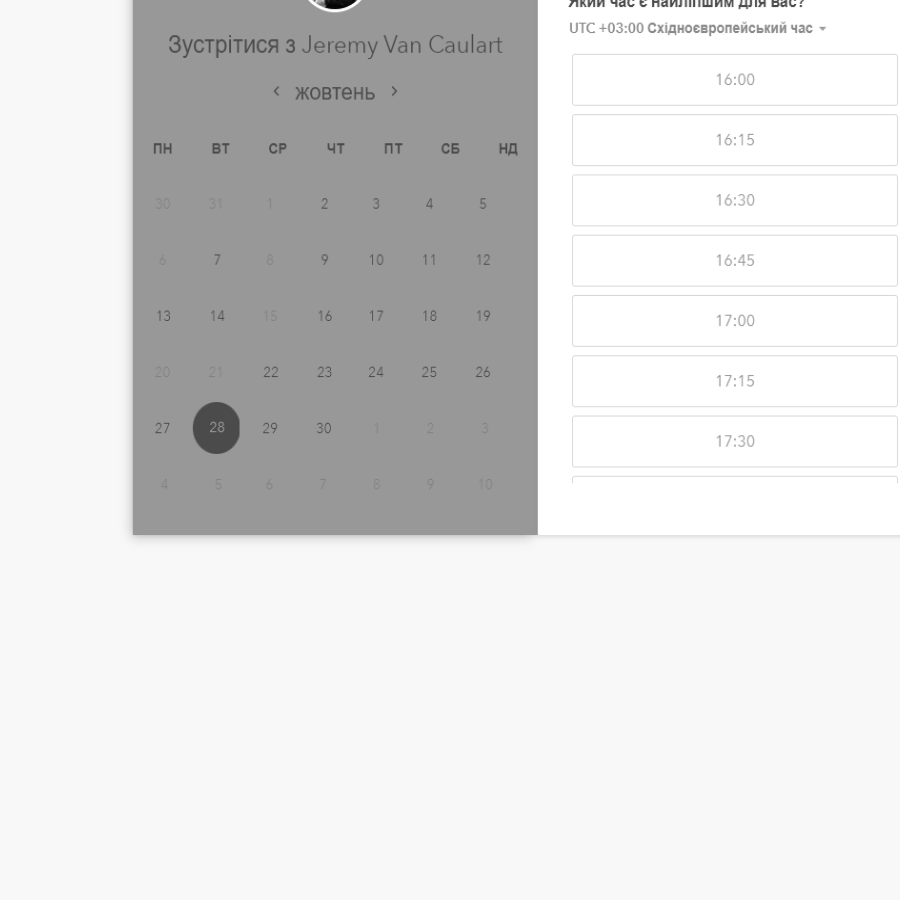 Зустрітися з Jeremy Van Caulart
жовтень
ПН ВТ СР ЧТ ПТ СБ НД
30 31 1 2 3 4 5
6 7 8 9 10 11 12
13 14 15 16 17 18 19
20 21 22 23 24 25 26
27 28 29 30 1 2 3
4 5 6 7 8 9 10
Який час є найліпшим для вас?
UTC +03:00 Східноєвропейський час
16:00
16:15
16:30
16:45
17:00
17:15
17:30